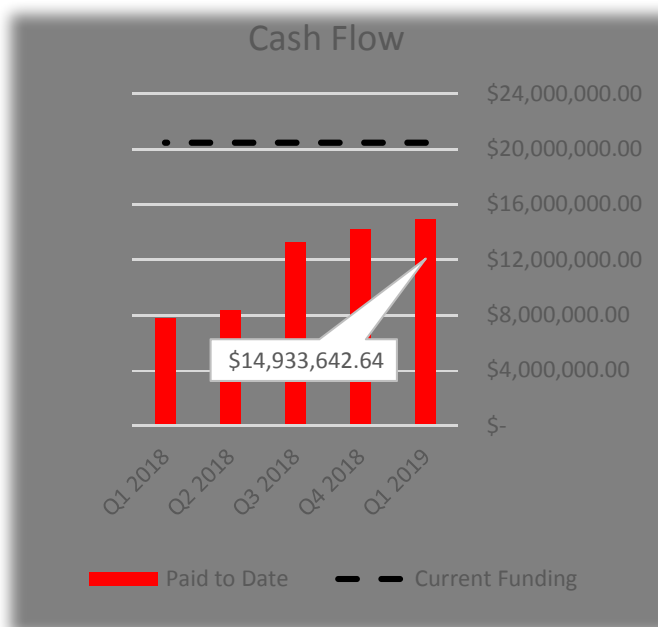 Cash Flow
$24,000,000.00
$20,000,000.00
$16,000,000.00
$12,000,000.00
$8,000,000.00
$14,933,642.64
$4,000,000.00
$-
Q1 2018
Q2 2018
Q3 2018
Q4 2018
Q1 2019
Paid to Date
Current Funding